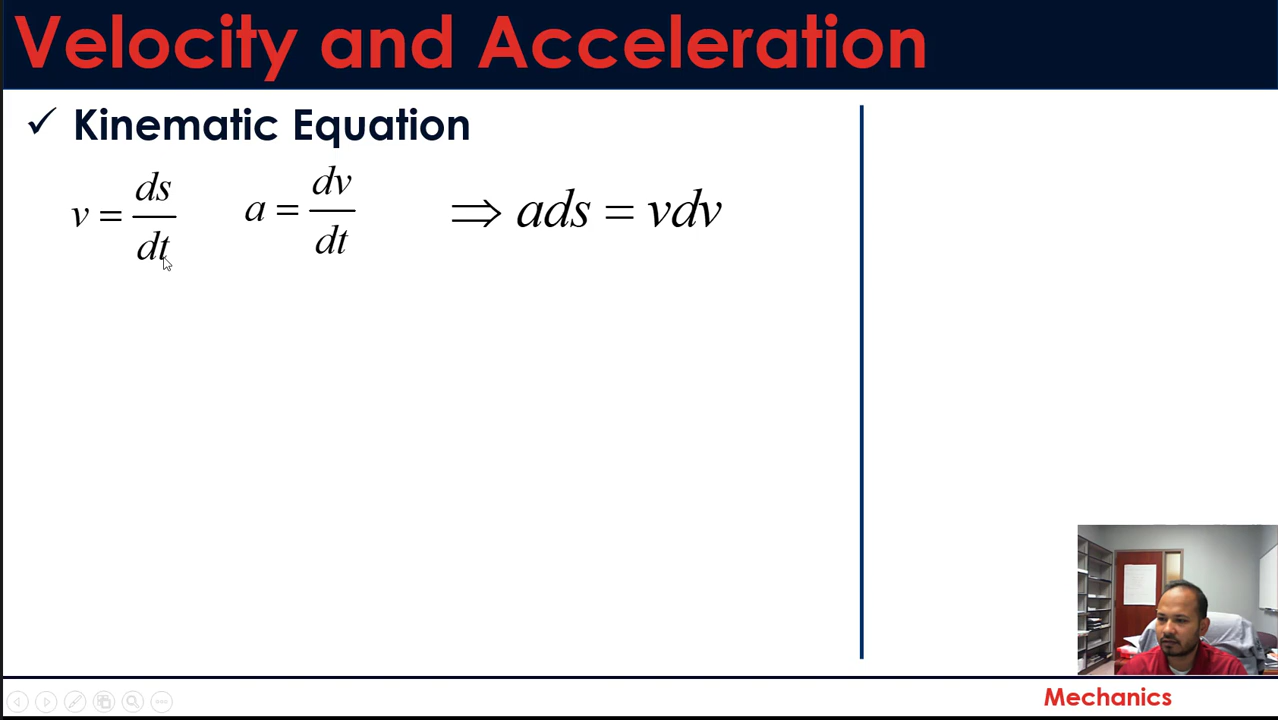 Velocity and Acceleration
✓ Kinematic Equation
v = ds/dt a = dv/dt ⇒ ads = vdv
Mechanics